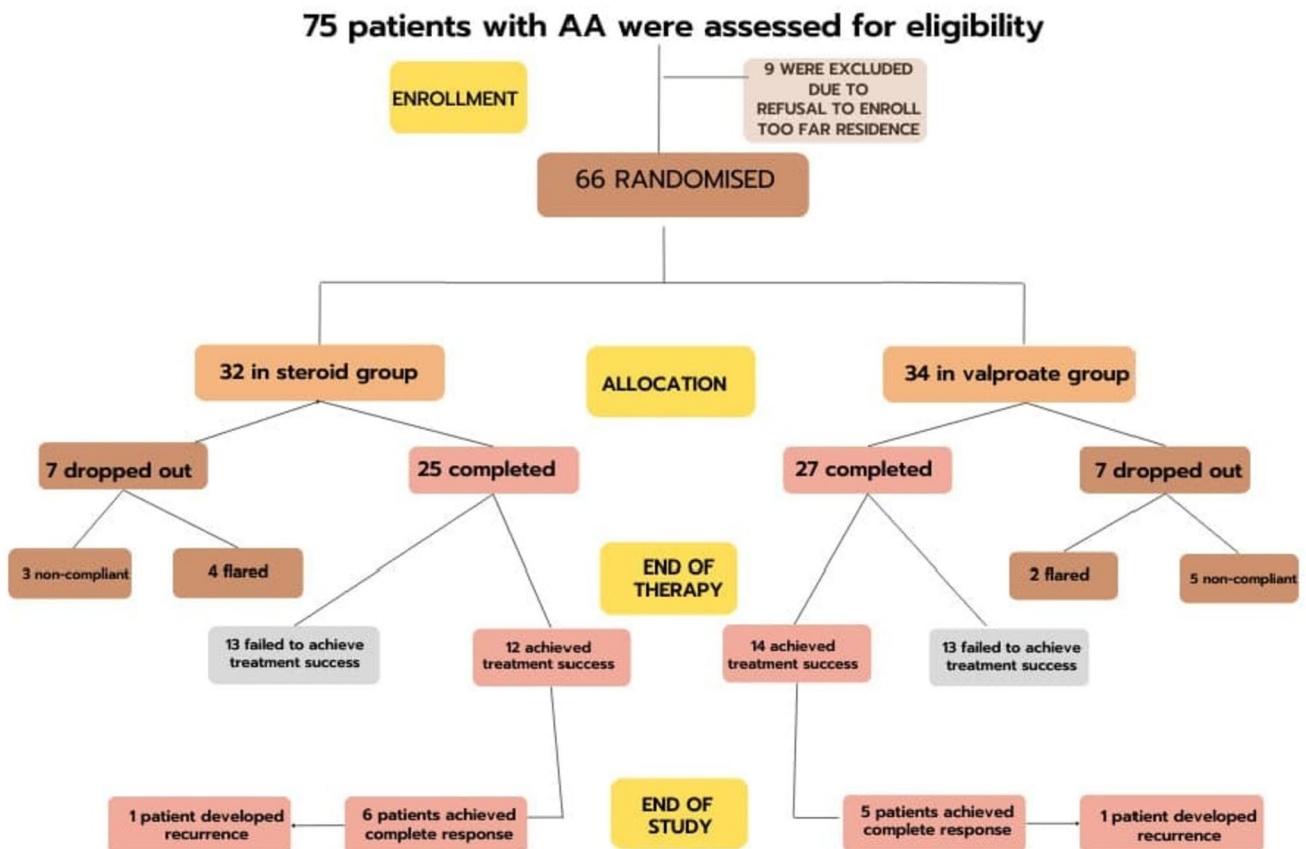 75 patients with AA were assessed for eligibility
ENROLLMENT
9 WERE EXCLUDED
DUE TO
REFUSAL TO ENROLL
TOO FAR RESIDENCE
66 RANDOMISED
32 in steroid group
ALLOCATION
34 in valproate group
7 dropped out
25 completed
27 completed
7 dropped out
3 non-compliant
4 flared
END OF
THERAPY
2 flared
5 non-compliant
13 failed to achieve
treatment success
12 achieved
treatment success
14 achieved
treatment success
13 failed to achieve
treatment success
1 patient developed
recurrence
6 patients achieved
complete response
END OF
STUDY
5 patients achieved
complete response
1 patient developed
recurrence